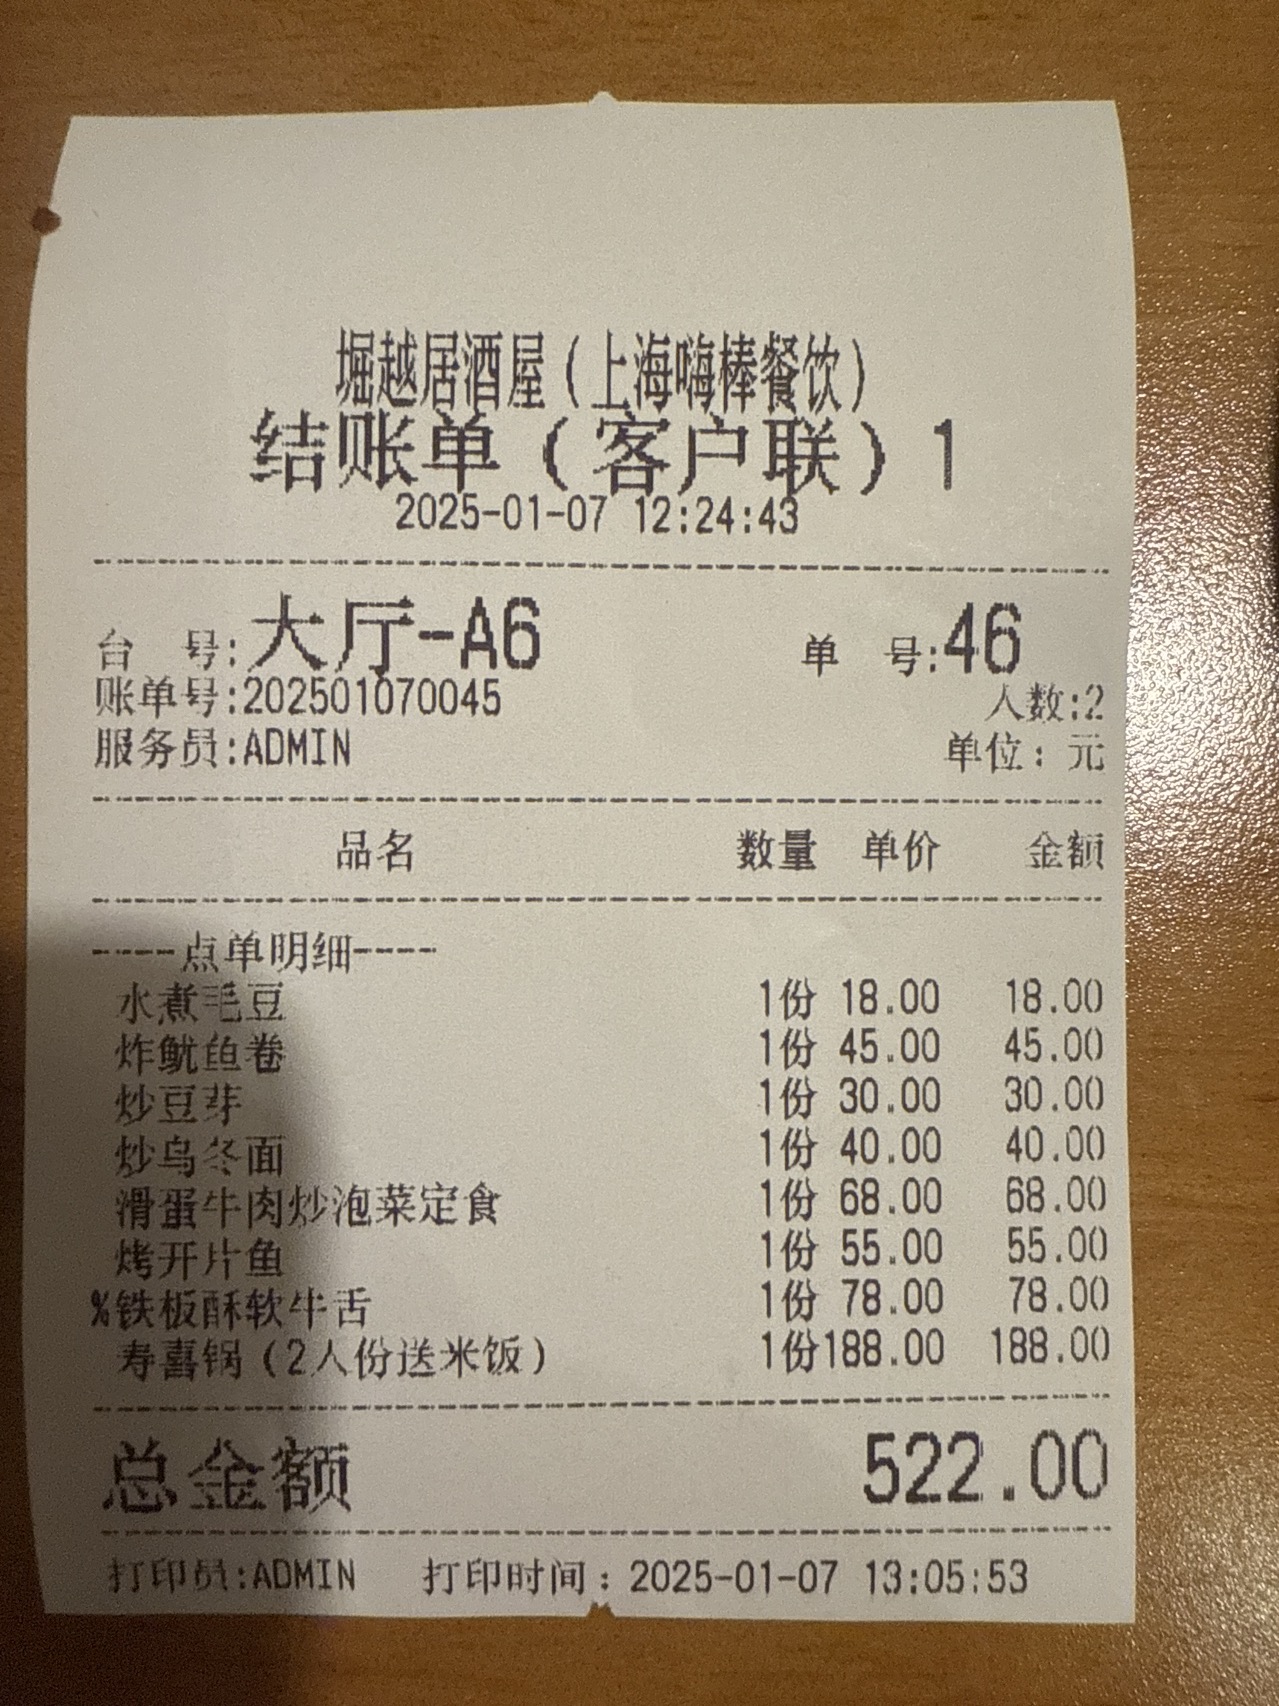 堀越居酒屋(上海嗨棒餐饮)
结账单(客户联)1
2025-01-07 12:24:43
台 号:大厅-A6 单 号:46
账单号:202501070045 人数:2
服务员:ADMIN 单位:元
品名 数量 单价 金额
----点单明细----
水煮毛豆 1份 18.00 18.00
炸鱿鱼卷 1份 45.00 45.00
炒豆芽 1份 30.00 30.00
炒乌冬面 1份 40.00 40.00
滑蛋牛肉炒泡菜定食 1份 68.00 68.00
烤开片鱼 1份 55.00 55.00
%铁板酥软牛舌 1份 78.00 78.00
寿喜锅(2人份送米饭) 1份188.00 188.00
总金额 522.00
打印员:ADMIN 打印时间:2025-01-07 13:05:53